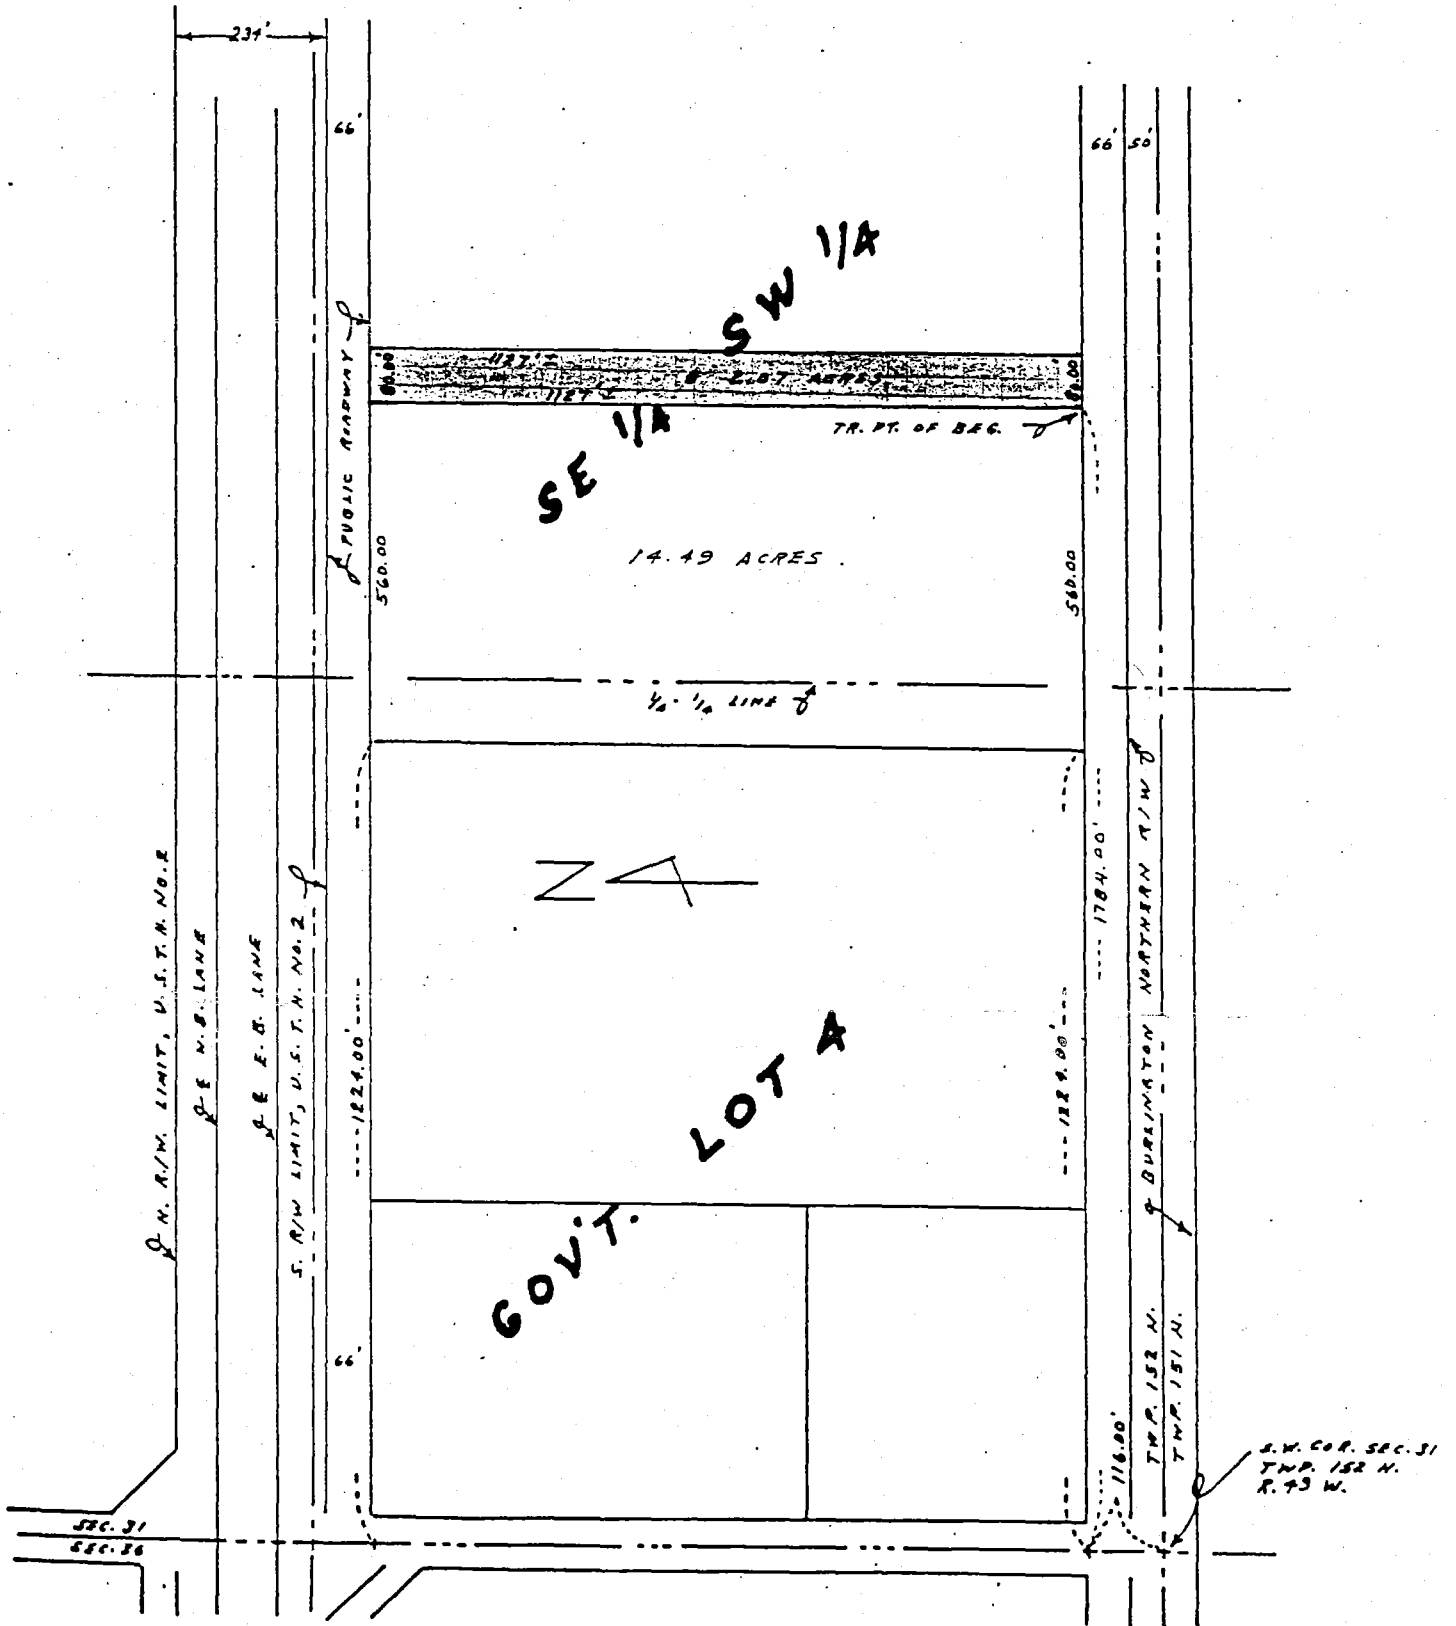 234'
66'
66' 50'
SW 1/4
PUBLIC ROADWAY
80.00'
1127' ±
2.07 ACRES
1127' ±
80.00'
TR. PT. OF BEG.
SE 1/4
14.49 ACRES
560.00
560.00
1/4 - 1/4 LINE
N
N. R/W. LIMIT, U.S.T.H. NO. 2
W.B. LANE
E.B. LANE
S. R/W LIMIT, U.S.T.H. NO. 2
1224.00'
1224.00'
1784.00'
BURLINGTON NORTHERN R/W
GOV'T. LOT 4
66'
TWP. 152 N.
TWP. 151 N.
116.00'
S.W. COR. SEC. 31
TWP. 152 N.
R. 43 W.
SEC. 31
SEC. 36